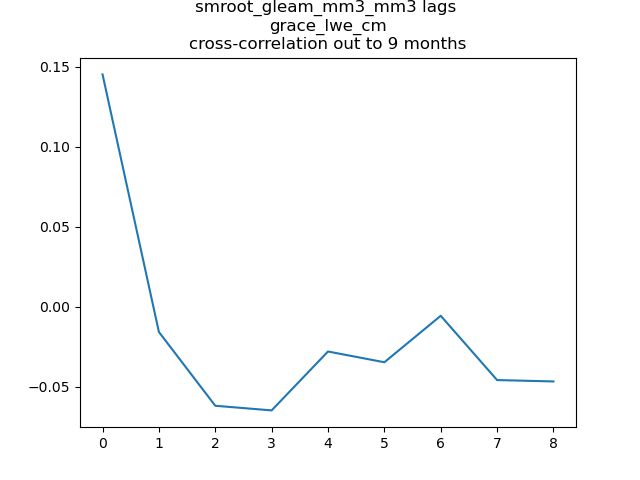 smroot_gleam_mm3_mm3 lags
grace_lwe_cm
cross-correlation out to 9 months
0.15
0.10
0.05
0.00
−0.05
0 1 2 3 4 5 6 7 8